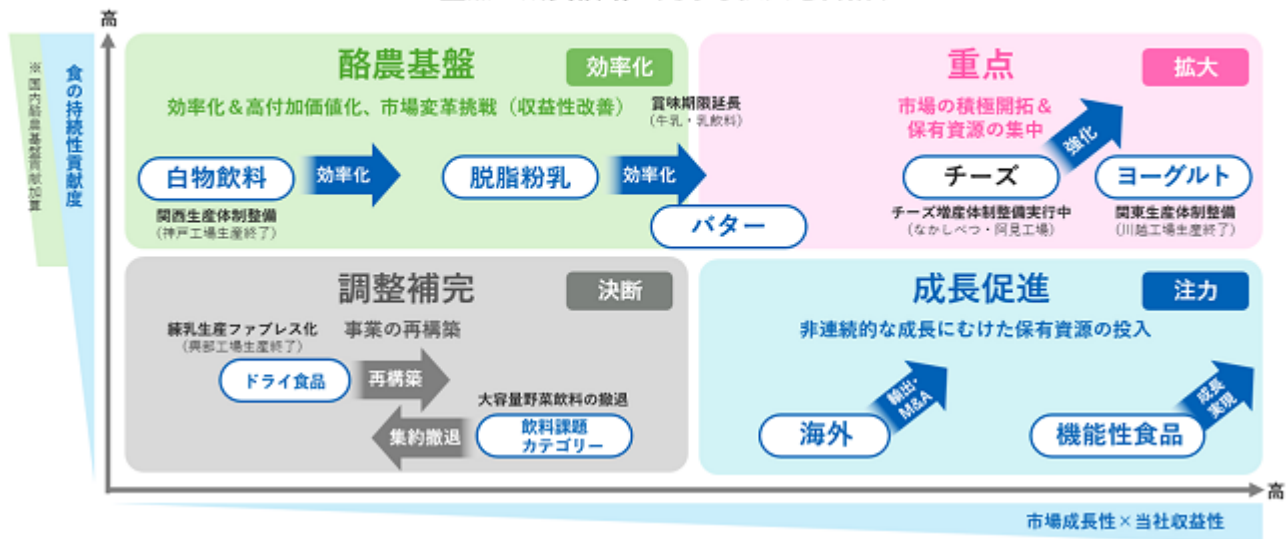 高
食の持続性貢献度
※国内酪農基盤貢献加算
酪農基盤
効率化
効率化＆高付加価値化、市場変革挑戦（収益性改善）
賞味期限延長
（牛乳・乳飲料）
白物飲料
効率化
脱脂粉乳
効率化
関西生産体制整備
（神戸工場生産終了）
バター
重点
拡大
市場の積極開拓＆
保有資源の集中
強化
チーズ
ヨーグルト
チーズ増産体制整備実行中
（なかしべつ・阿見工場）
関東生産体制整備
（川越工場生産終了）
調整補完
決断
練乳生産ファブレス化
（興部工場生産終了）
事業の再構築
ドライ食品
再構築
大容量野菜飲料の撤退
集約撤退
飲料課題
カテゴリー
成長促進
注力
非連続的な成長にむけた保有資源の投入
海外
輸出・
M&A
機能性食品
成長
実現
高
市場成長性×当社収益性